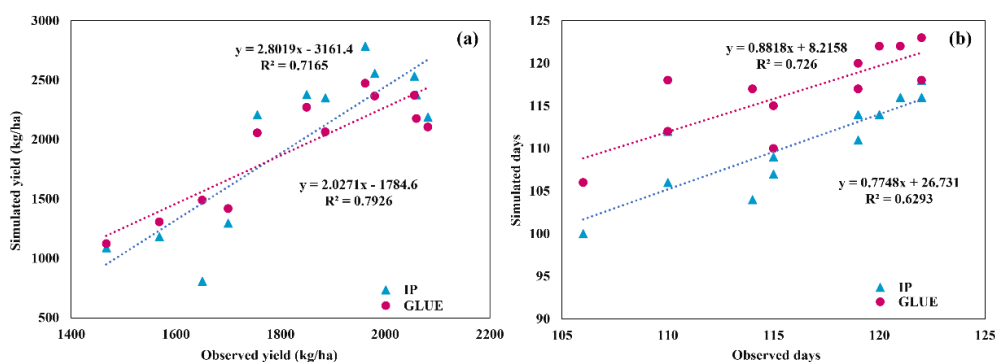 3000
2500
2000
1500
1000
500
Simulated yield (kg/ha)
(a)
y = 2.8019x - 3161.4
R² = 0.7165
y = 2.0271x - 1784.6
R² = 0.7926
IP
GLUE
1400
1600
1800
2000
2200
Observed yield (kg/ha)
125
120
115
110
105
100
95
90
Simulated days
(b)
y = 0.8818x + 8.2158
R² = 0.726
y = 0.7748x + 26.731
R² = 0.6293
IP
GLUE
105
110
115
120
125
Observed days